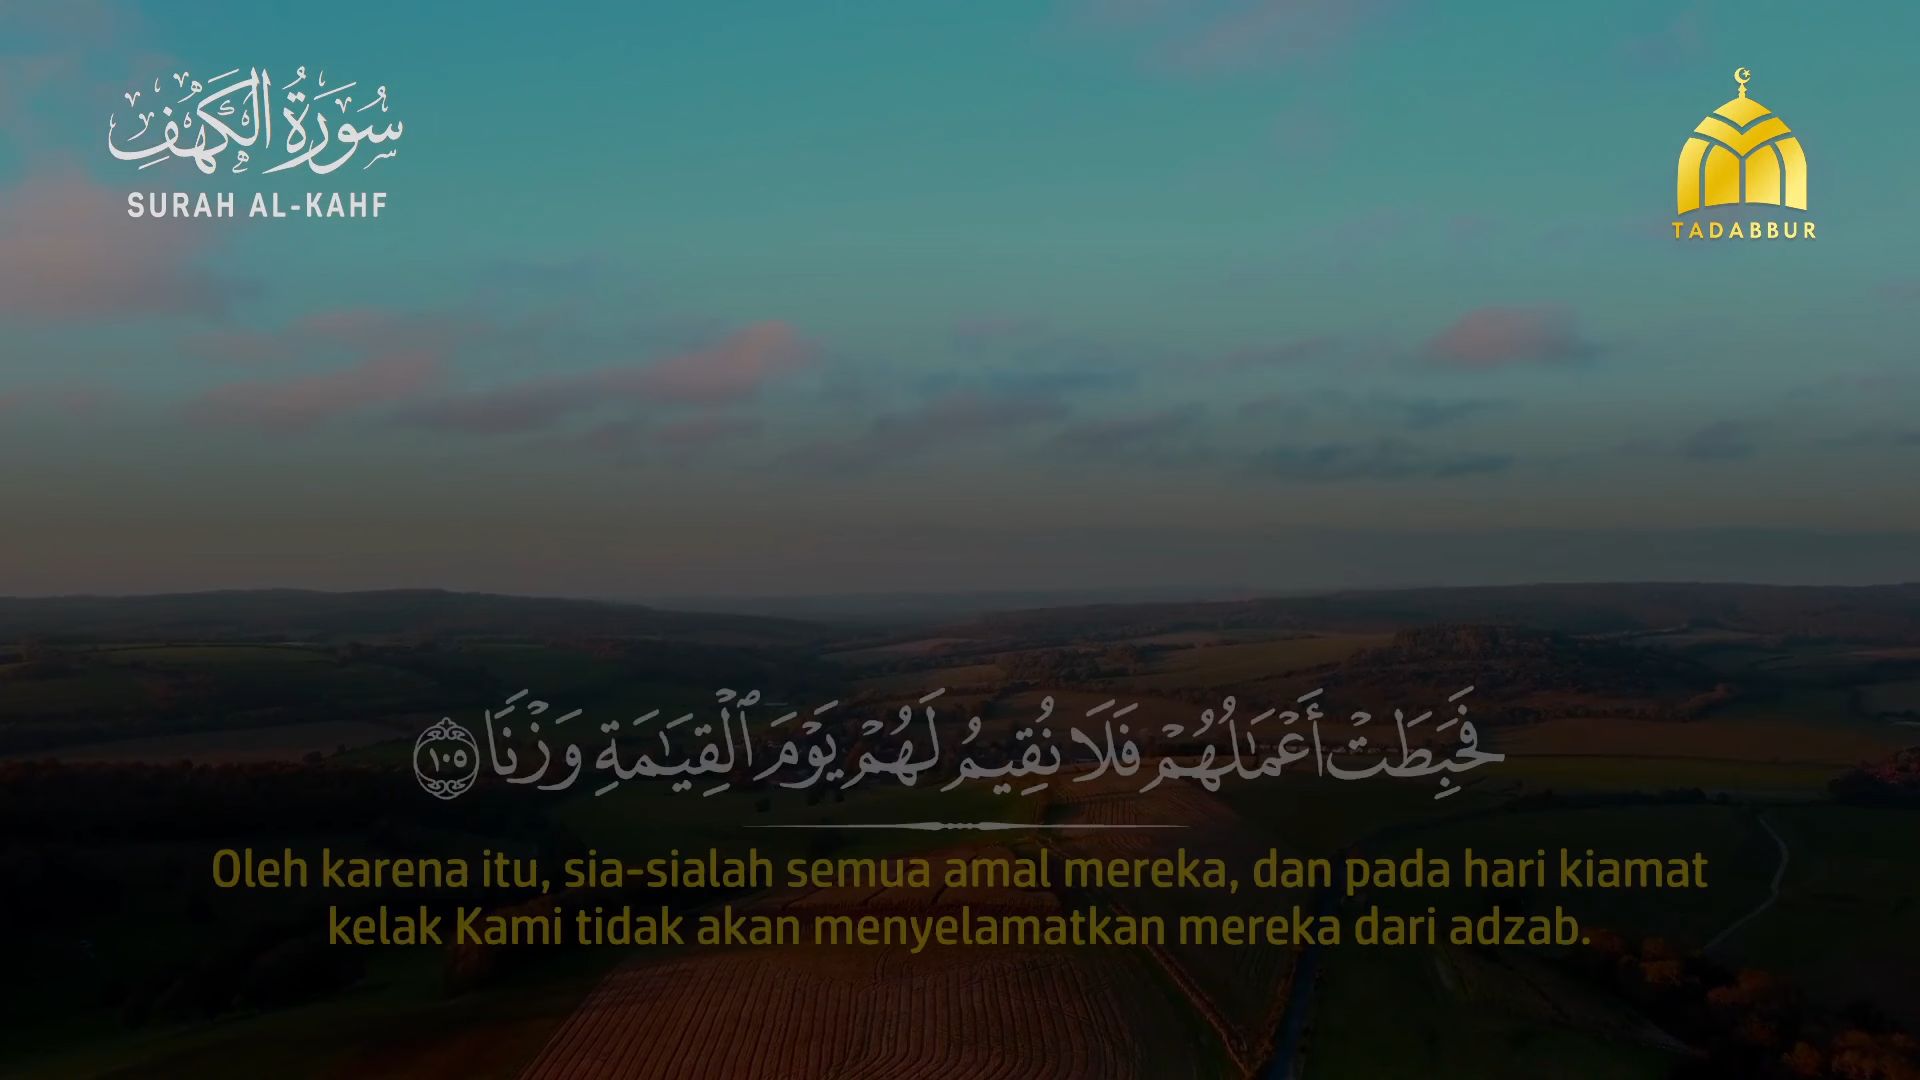 سُورَةُ الكَهْفِ
SURAH AL-KAHF
TADABBUR
فَحَبِطَتْ أَعْمَـٰلُهُمْ فَلَا نُقِيمُ لَهُمْ يَوْمَ ٱلْقِيَـٰمَةِ وَزْنًا ١٠٥
Oleh karena itu, sia-sialah semua amal mereka, dan pada hari kiamat
kelak Kami tidak akan menyelamatkan mereka dari adzab.